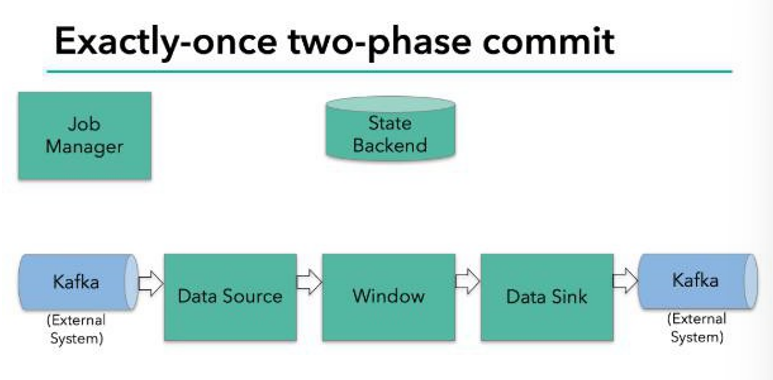 Exactly-once two-phase commit
Job
Manager
State
Backend
Kafka
(External
System)
Data Source
Window
Data Sink
Kafka
(External
System)